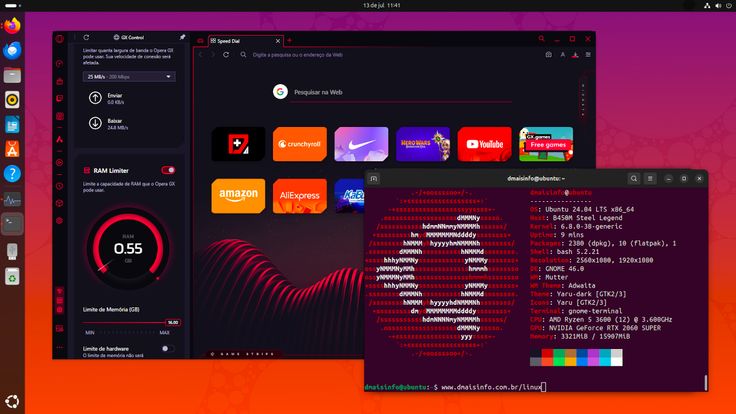 13 de jul 11:41
GX Control
Speed Dial
Limitar quanta largura de banda o Opera GX
pode usar. Sua velocidade de conexão será
afetada.
25 MB/s - 200 Mbps
Enviar
0.0 KB/s
Baixar
24.8 MB/s
RAM Limiter
Limite a capacidade de RAM que o Opera GX
pode usar.
RAM
0.55
GB
Limite de Memória (GB)
16.00
MIN
MAX
Limite de hardware
O limite de memória não será
Digite a pesquisa ou o endereço da Web
Pesquisar na Web
crunchyroll
HERO WARS
YouTube
GX.games
Free games
amazon
AliExpress
GAME STRIPE
dmaisinfo@ubuntu: ~
dmaisinfo@ubuntu
----------------
OS: Ubuntu 24.04 LTS x86_64
Host: B450M Steel Legend
Kernel: 6.8.0-38-generic
Uptime: 9 mins
Packages: 2380 (dpkg), 10 (flatpak), 1
Shell: bash 5.2.21
Resolution: 2560x1080, 1920x1080
DE: GNOME 46.0
WM: Mutter
WM Theme: Adwaita
Theme: Yaru-dark [GTK2/3]
Icons: Yaru [GTK2/3]
Terminal: gnome-terminal
CPU: AMD Ryzen 5 3600 (12) @ 3.600GHz
GPU: NVIDIA GeForce RTX 2060 SUPER
Memory: 3321MiB / 15907MiB
dmaisinfo@ubuntu:~$ www.dmaisinfo.com.br/linux